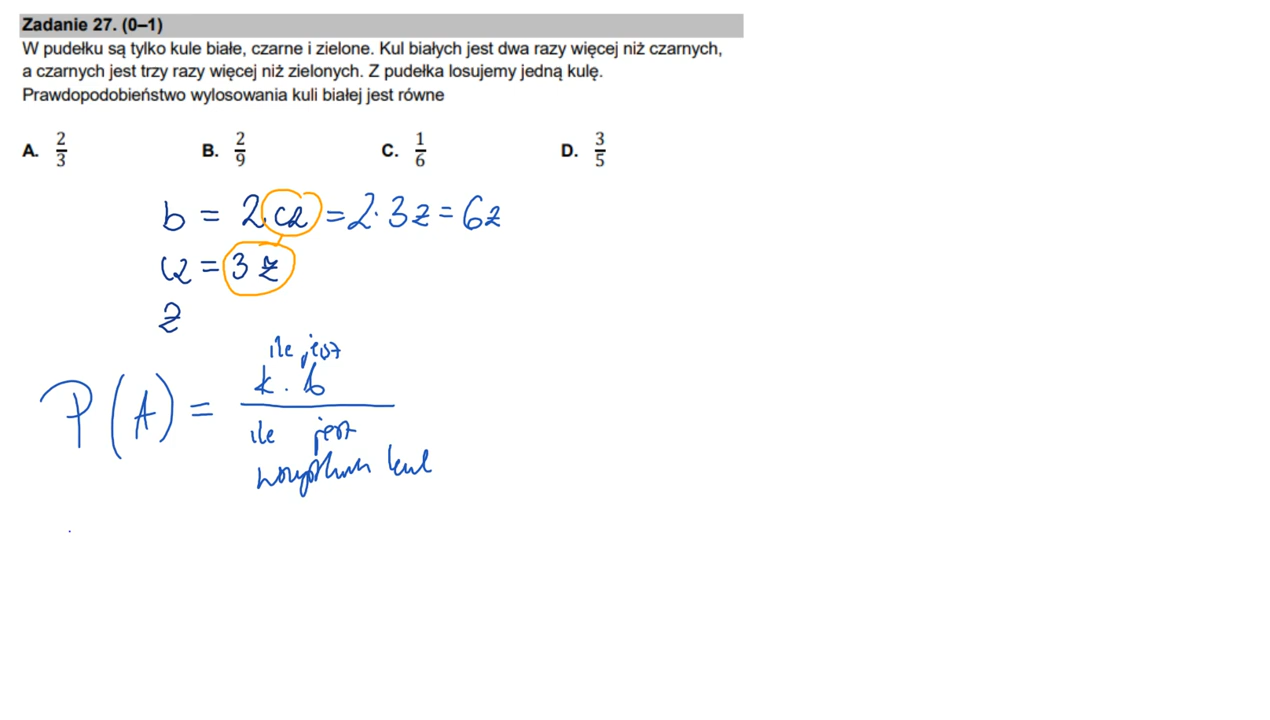 Zadanie 27. (0–1)
W pudełku są tylko kule białe, czarne i zielone. Kul białych jest dwa razy więcej niż czarnych,
a czarnych jest trzy razy więcej niż zielonych. Z pudełka losujemy jedną kulę.
Prawdopodobieństwo wylosowania kuli białej jest równe
A. 2/3 B. 2/9 C. 1/6 D. 3/5
b = 2 cz = 2·3z = 6z
cz = 3 z
z
ile jest
k. b
P(A) =
ile jest
wszystkich kul